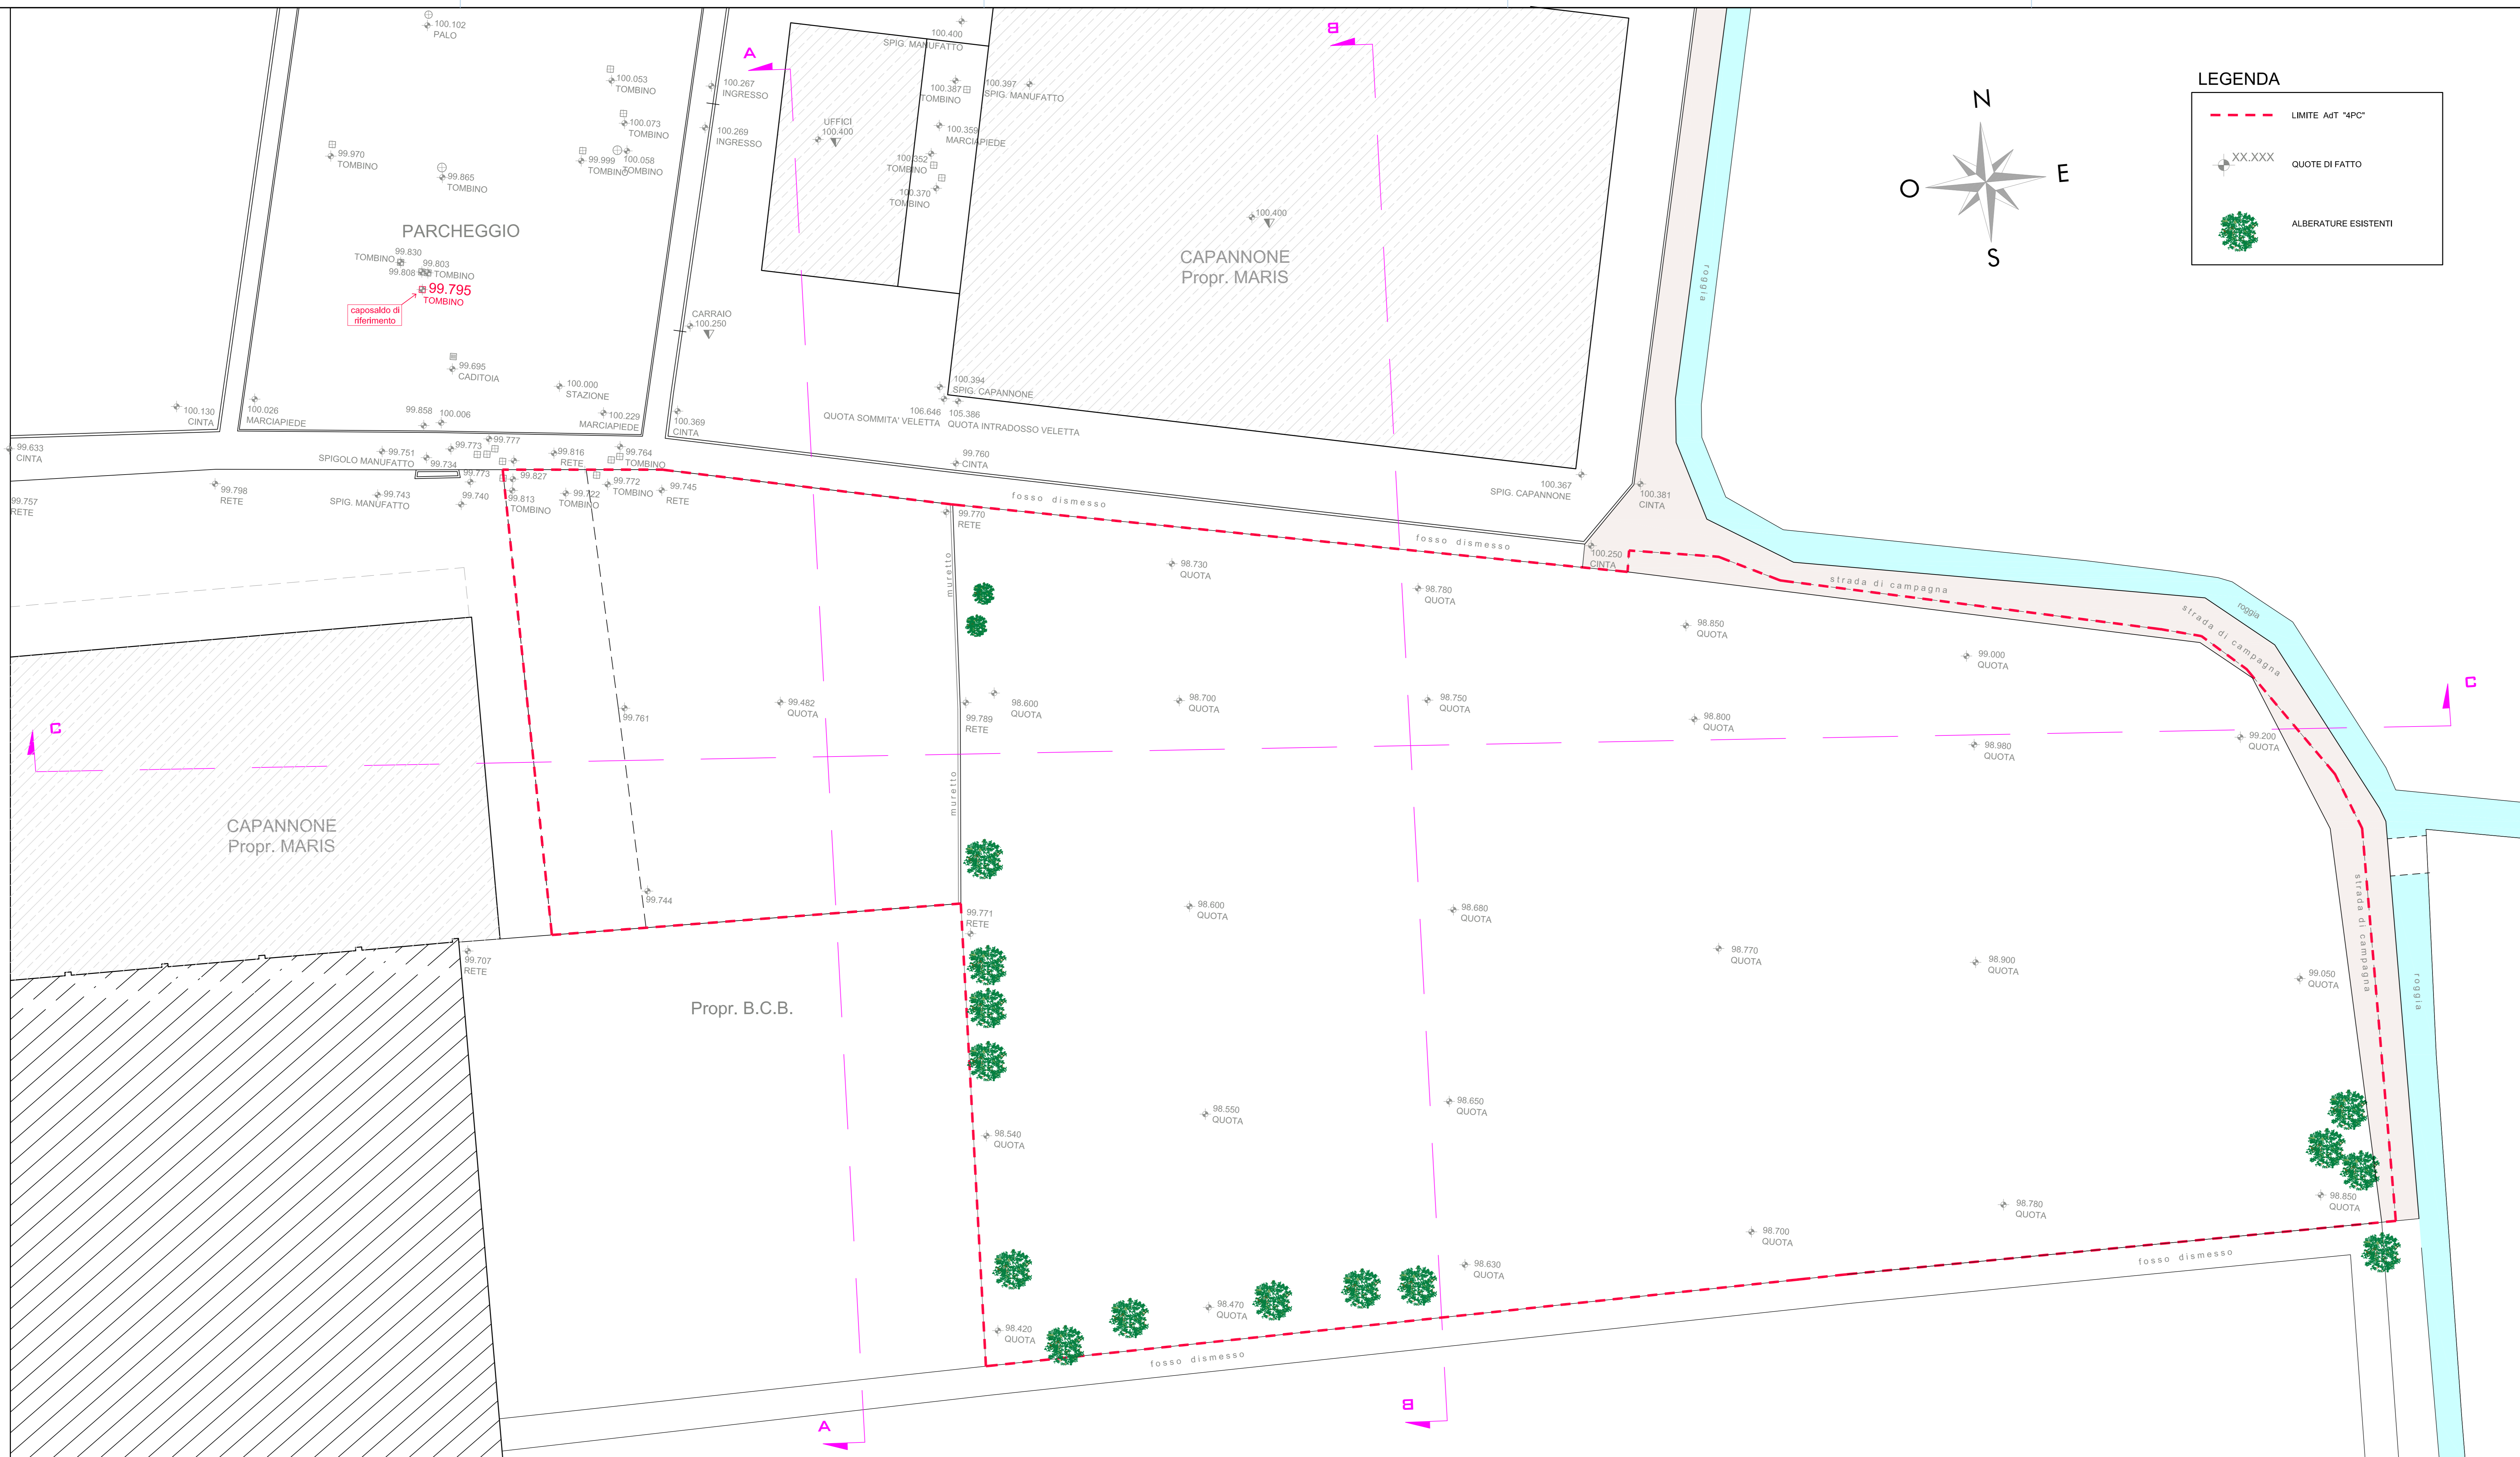 100.102
PALO
100.053
TOMBINO
100.073
TOMBINO
99.970
TOMBINO
99.999
TOMBINO
100.058
TOMBINO
99.865
TOMBINO
PARCHEGGIO
99.830
TOMBINO
99.803
TOMBINO
99.808
99.795
TOMBINO
caposaldo di
riferimento
99.695
CADITOIA
100.000
STAZIONE
100.130
CINTA
100.026
MARCIAPIEDE
99.858
100.006
100.229
MARCIAPIEDE
A
100.267
INGRESSO
100.269
INGRESSO
UFFICI
100.400
CARRAIO
100.250
100.369
CINTA
100.400
SPIG. MANUFATTO
100.387
TOMBINO
100.397
SPIG. MANUFATTO
100.359
MARCIAPIEDE
100.352
TOMBINO
100.370
TOMBINO
B
100.400
CAPANNONE
Propr. MARIS
100.394
SPIG. CAPANNONE
106.646
QUOTA SOMMITA' VELETTA
105.386
QUOTA INTRADOSSO VELETTA
99.760
CINTA
100.367
SPIG. CAPANNONE
100.381
CINTA
100.250
CINTA
roggia
N
O
E
S
LEGENDA
LIMITE AdT "4PC"
XX.XXX
QUOTE DI FATTO
ALBERATURE ESISTENTI
99.633
CINTA
99.757
RETE
99.798
RETE
99.751
SPIGOLO MANUFATTO
99.734
99.773
99.777
99.773
99.743
SPIG. MANUFATTO
99.740
99.827
99.813
TOMBINO
99.816
RETE
99.722
TOMBINO
99.764
TOMBINO
99.772
TOMBINO
99.745
RETE
fosso dismesso
fosso dismesso
99.770
RETE
muretto
98.730
QUOTA
98.780
QUOTA
98.850
QUOTA
99.000
QUOTA
strada di campagna
strada di campagna
roggia
C
99.761
99.482
QUOTA
99.789
RETE
98.600
QUOTA
98.700
QUOTA
98.750
QUOTA
98.800
QUOTA
98.980
QUOTA
99.200
QUOTA
C
muretto
CAPANNONE
Propr. MARIS
99.744
99.771
RETE
98.600
QUOTA
98.680
QUOTA
98.770
QUOTA
98.900
QUOTA
99.050
QUOTA
strada di campagna
roggia
99.707
RETE
Propr. B.C.B.
98.540
QUOTA
98.550
QUOTA
98.650
QUOTA
98.700
QUOTA
98.780
QUOTA
98.850
QUOTA
98.630
QUOTA
98.470
QUOTA
98.420
QUOTA
fosso dismesso
fosso dismesso
A
B